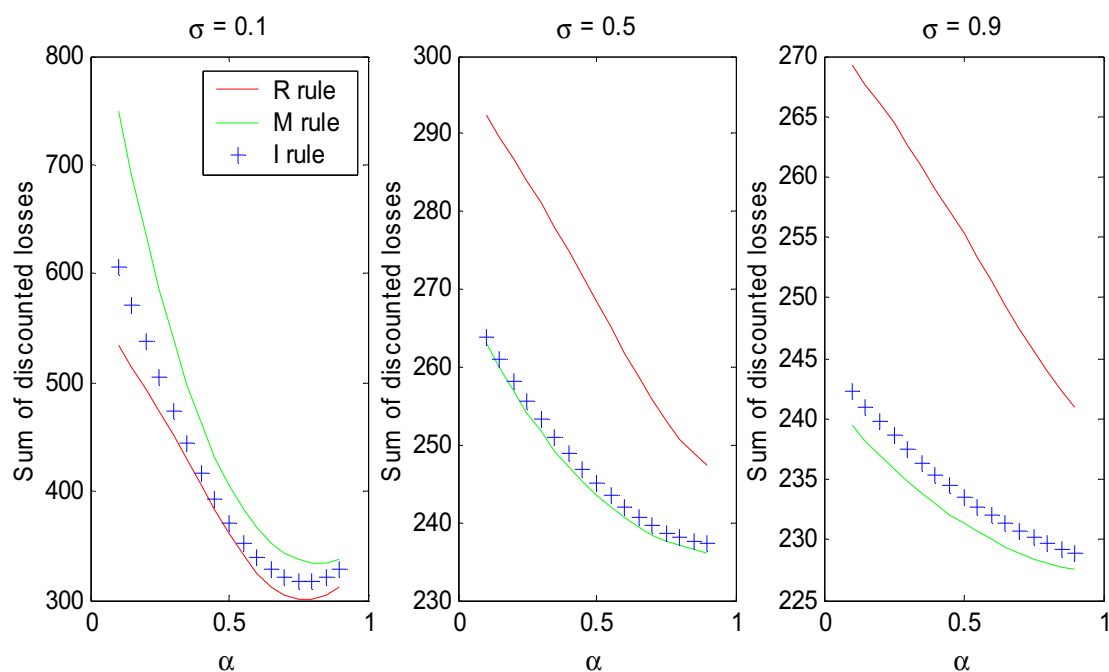 σ = 0.1
800
700
600
500
400
300
0
0.5
1
Sum of discounted losses
α
R rule
M rule
I rule
σ = 0.5
300
290
280
270
260
250
240
230
0
0.5
1
Sum of discounted losses
α
σ = 0.9
270
265
260
255
250
245
240
235
230
225
0
0.5
1
Sum of discounted losses
α